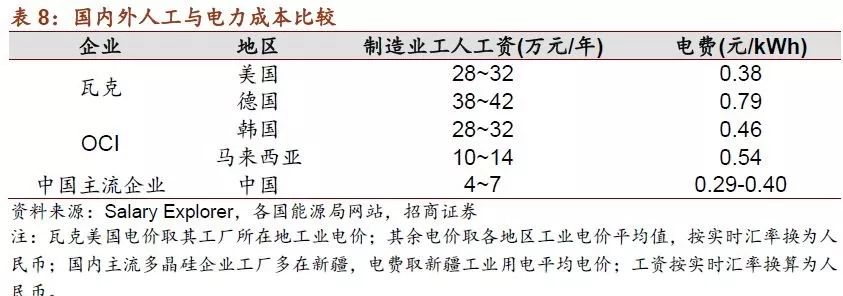 表 8：国内外人工与电力成本比较
企业 地区 制造业工人工资(万元/年) 电费(元/kWh)
瓦克 美国 28~32 0.38
德国 38~42 0.79
OCI 韩国 28~32 0.46
马来西亚 10~14 0.54
中国主流企业 中国 4~7 0.29-0.40
资料来源：Salary Explorer，各国能源局网站，招商证券
注：瓦克美国电价取其工厂所在地工业电价；其余电价取各地区工业电价平均值，按实时汇率换为人
民币；国内主流多晶硅企业工厂多在新疆，电费取新疆工业用电平均电价；工资按实时汇率换算为人
民币。